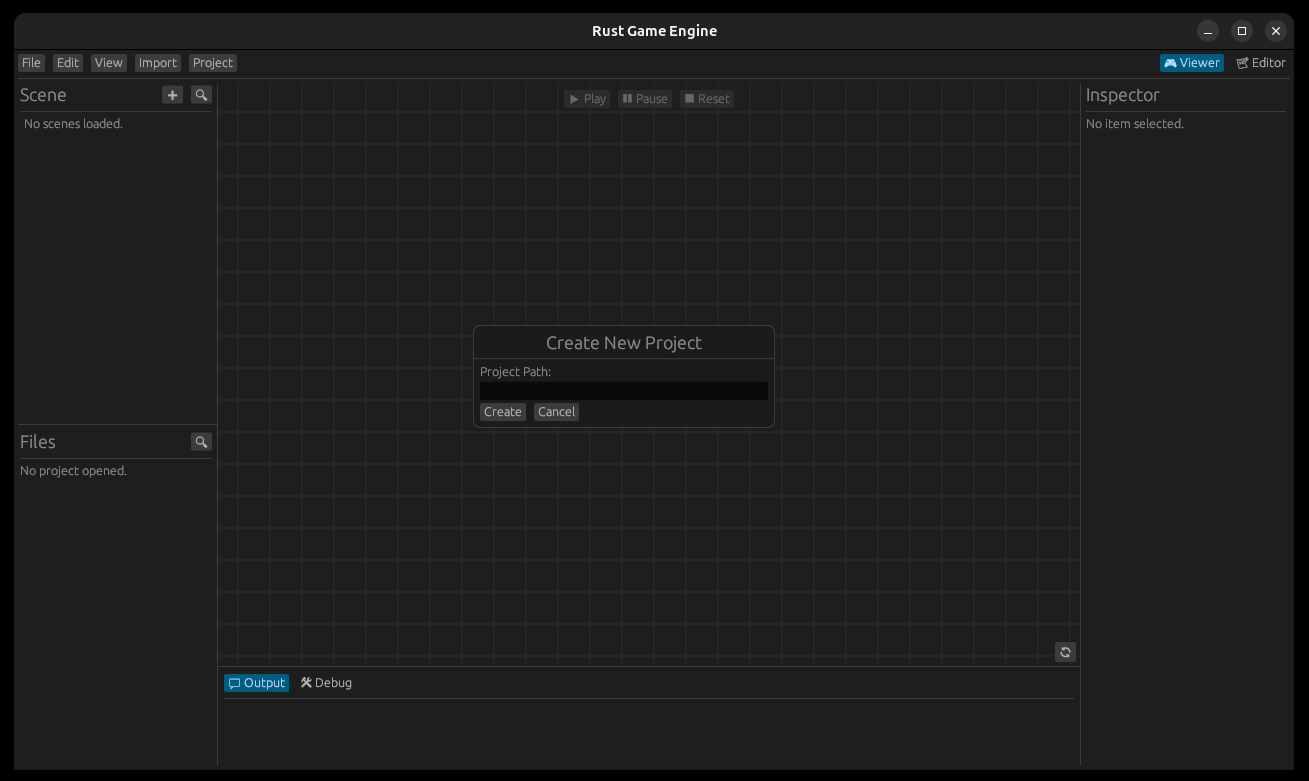 Rust Game Engine
File Edit View Import Project Viewer Editor
Scene
No scenes loaded.
Play Pause Reset
Inspector
No item selected.
Create New Project
Project Path:
Create Cancel
Files
No project opened.
Output Debug